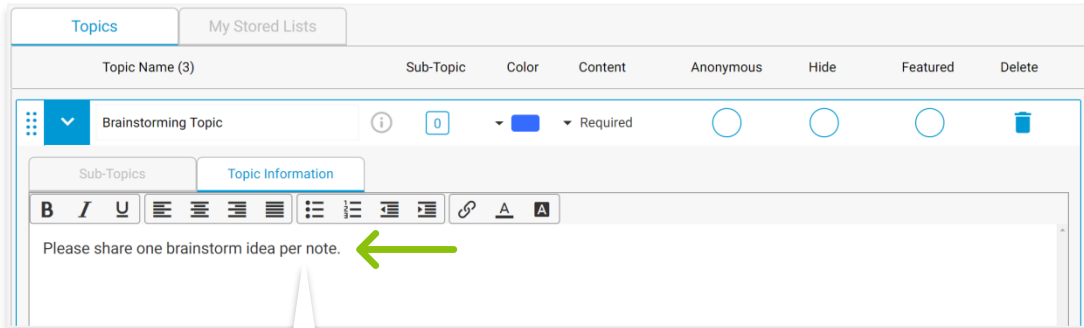 Topics My Stored Lists
Topic Name (3) Sub-Topic Color Content Anonymous Hide Featured Delete
Brainstorming Topic i 0 Required
Sub-Topics Topic Information
B I U A A
Please share one brainstorm idea per note.